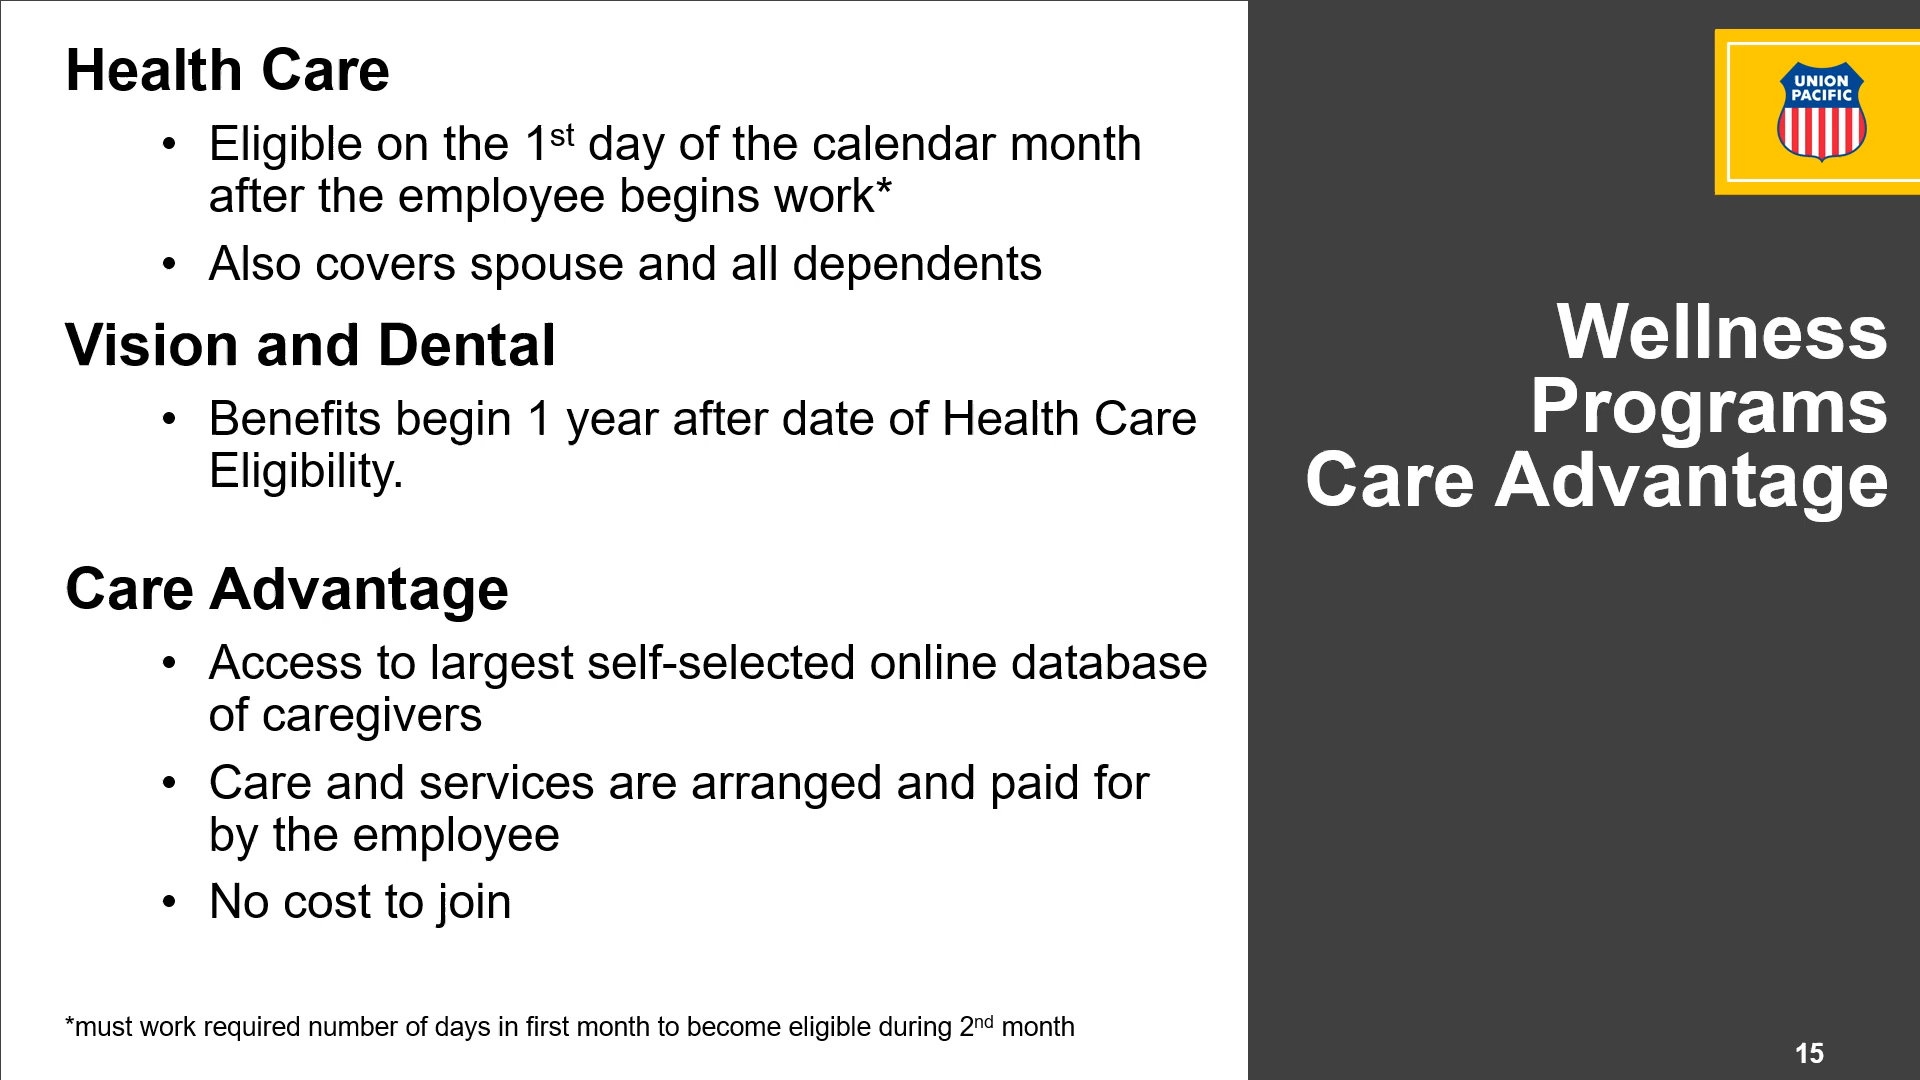 Health Care
• Eligible on the 1st day of the calendar month
after the employee begins work*
• Also covers spouse and all dependents
Vision and Dental
• Benefits begin 1 year after date of Health Care
Eligibility.
Care Advantage
• Access to largest self-selected online database
of caregivers
• Care and services are arranged and paid for
by the employee
• No cost to join
*must work required number of days in first month to become eligible during 2nd month
UNION
PACIFIC
Wellness
Programs
Care Advantage
15